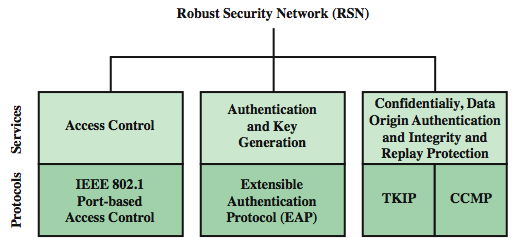 Robust Security Network (RSN)
Services
Access Control
Authentication
and Key
Generation
Confidentialiy, Data
Origin Authentication
and Integrity and
Replay Protection
Protocols
IEEE 802.1
Port-based
Access Control
Extensible
Authentication
Protocol (EAP)
TKIP
CCMP